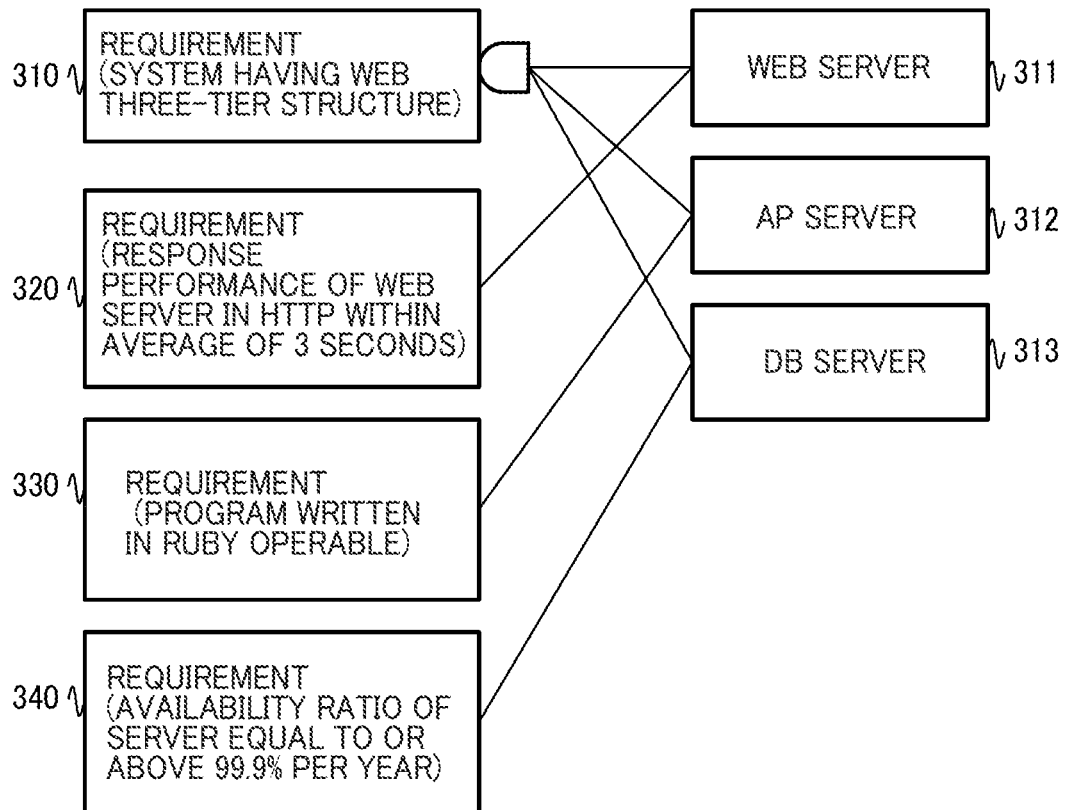 310
REQUIREMENT
(SYSTEM HAVING WEB
THREE-TIER STRUCTURE)
WEB SERVER
311
AP SERVER
312
320
REQUIREMENT
(RESPONSE
PERFORMANCE OF WEB
SERVER IN HTTP WITHIN
AVERAGE OF 3 SECONDS)
DB SERVER
313
330
REQUIREMENT
(PROGRAM WRITTEN
IN RUBY OPERABLE)
340
REQUIREMENT
(AVAILABILITY RATIO OF
SERVER EQUAL TO OR
ABOVE 99.9% PER YEAR)